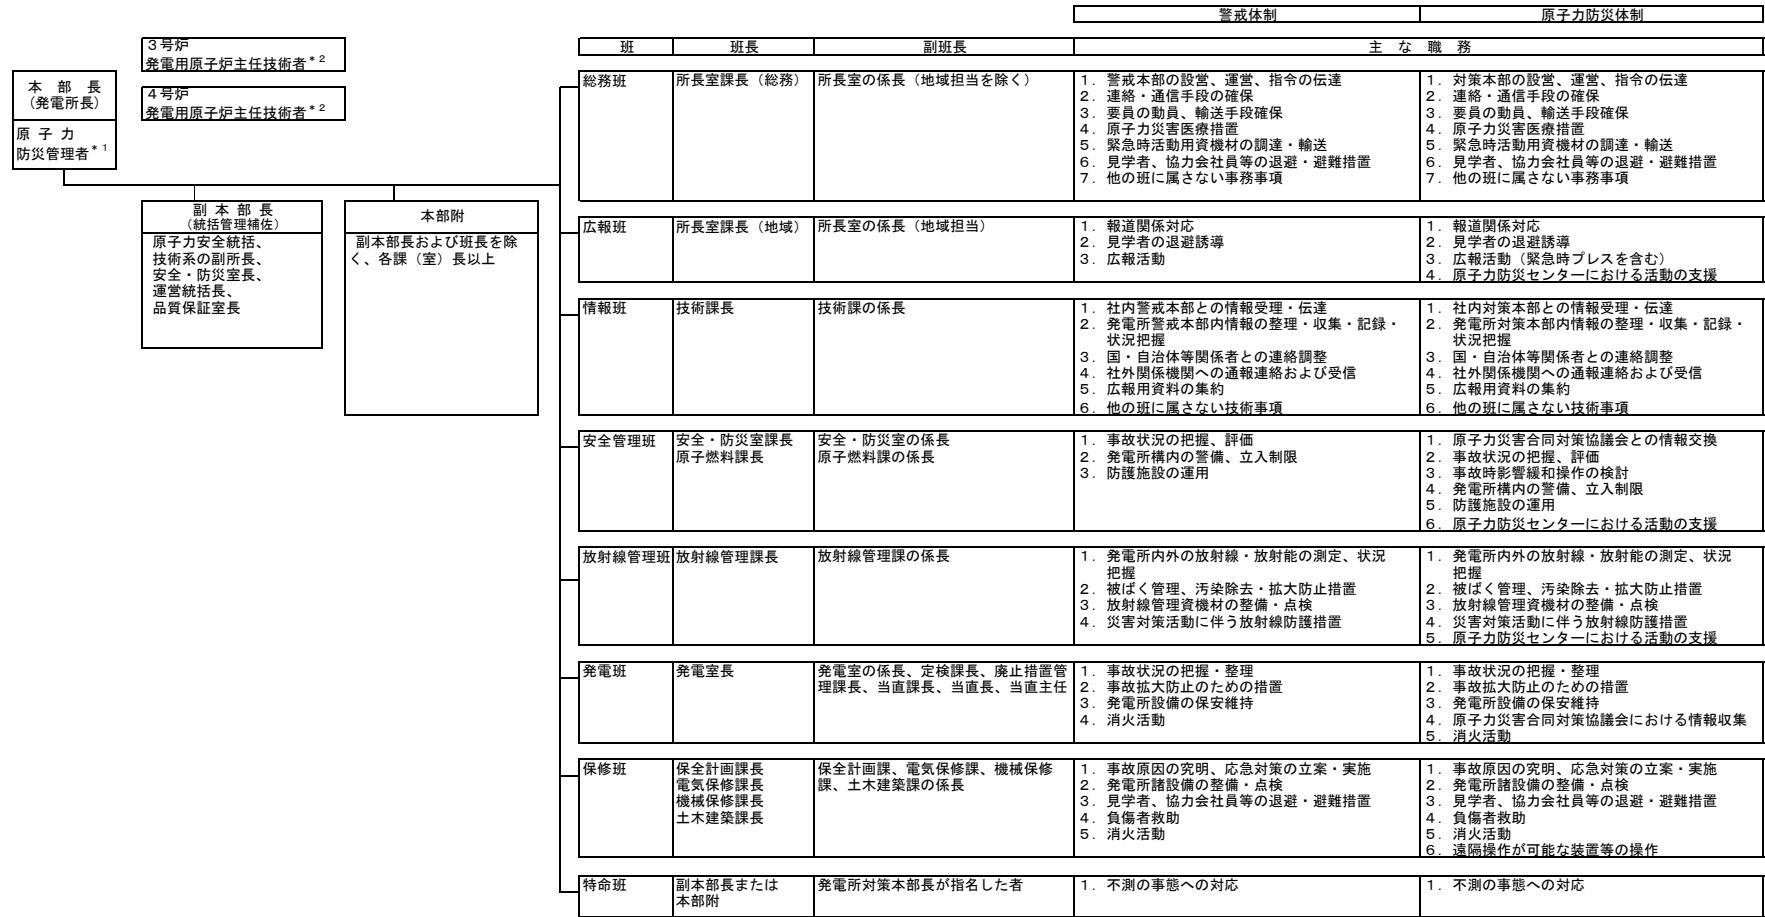 警戒体制 原子力防災体制
班 班長 副班長 主 な 職 務
3号炉
発電用原子炉主任技術者*2
4号炉
発電用原子炉主任技術者*2
本 部 長
(発電所長)
原 子 力
防災管理者*1
副 本 部 長
(統括管理補佐)
原子力安全統括、
技術系の副所長、
安全・防災室長、
運営統括長、
品質保証室長
本部附
副本部長および班長を除
く、各課(室)長以上
総務班
所長室課長(総務)
所長室の係長(地域担当を除く)
1. 警戒本部の設営、運営、指令の伝達
2. 連絡・通信手段の確保
3. 要員の動員、輸送手段確保
4. 原子力災害医療措置
5. 緊急時活動用資機材の調達・輸送
6. 見学者、協力会社員等の退避・避難措置
7. 他の班に属さない事務事項
1. 対策本部の設営、運営、指令の伝達
2. 連絡・通信手段の確保
3. 要員の動員、輸送手段確保
4. 原子力災害医療措置
5. 緊急時活動用資機材の調達・輸送
6. 見学者、協力会社員等の退避・避難措置
7. 他の班に属さない事務事項
広報班
所長室課長(地域)
所長室の係長(地域担当)
1. 報道関係対応
2. 見学者の退避誘導
3. 広報活動
1. 報道関係対応
2. 見学者の退避誘導
3. 広報活動(緊急時プレスを含む)
4. 原子力防災センターにおける活動の支援
情報班
技術課長
技術課の係長
1. 社内警戒本部との情報受理・伝達
2. 発電所警戒本部内情報の整理・収集・記録・
状況把握
3. 国・自治体等関係者との連絡調整
4. 社外関係機関への通報連絡および受信
5. 広報用資料の集約
6. 他の班に属さない技術事項
1. 社内対策本部との情報受理・伝達
2. 発電所対策本部内情報の整理・収集・記録・
状況把握
3. 国・自治体等関係者との連絡調整
4. 社外関係機関への通報連絡および受信
5. 広報用資料の集約
6. 他の班に属さない技術事項
安全管理班
安全・防災室課長
原子燃料課長
安全・防災室の係長
原子燃料課の係長
1. 事故状況の把握、評価
2. 発電所構内の警備、立入制限
3. 防護施設の運用
1. 原子力災害合同対策協議会との情報交換
2. 事故状況の把握、評価
3. 事故時影響緩和操作の検討
4. 発電所構内の警備、立入制限
5. 防護施設の運用
6. 原子力防災センターにおける活動の支援
放射線管理班
放射線管理課長
放射線管理課の係長
1. 発電所内外の放射線・放射能の測定、状況
把握
2. 被ばく管理、汚染除去・拡大防止措置
3. 放射線管理資機材の整備・点検
4. 災害対策活動に伴う放射線防護措置
1. 発電所内外の放射線・放射能の測定、状況
把握
2. 被ばく管理、汚染除去・拡大防止措置
3. 放射線管理資機材の整備・点検
4. 災害対策活動に伴う放射線防護措置
5. 原子力防災センターにおける活動の支援
発電班
発電室長
発電室の係長、定検課長、廃止措置管
理課長、当直課長、当直長、当直主任
1. 事故状況の把握・整理
2. 事故拡大防止のための措置
3. 発電所設備の保安維持
4. 消火活動
1. 事故状況の把握・整理
2. 事故拡大防止のための措置
3. 発電所設備の保安維持
4. 原子力災害合同対策協議会における情報収集
5. 消火活動
保修班
保全計画課長
電気保修課長
機械保修課長
土木建築課長
保全計画課、電気保修課、機械保修
課、土木建築課の係長
1. 事故原因の究明、応急対策の立案・実施
2. 発電所諸設備の整備・点検
3. 見学者、協力会社員等の退避・避難措置
4. 負傷者救助
5. 消火活動
1. 事故原因の究明、応急対策の立案・実施
2. 発電所諸設備の整備・点検
3. 見学者、協力会社員等の退避・避難措置
4. 負傷者救助
5. 消火活動
6. 遠隔操作が可能な装置等の操作
特命班
副本部長または
本部附
発電所対策本部長が指名した者
1. 不測の事態への対応
1. 不測の事態への対応